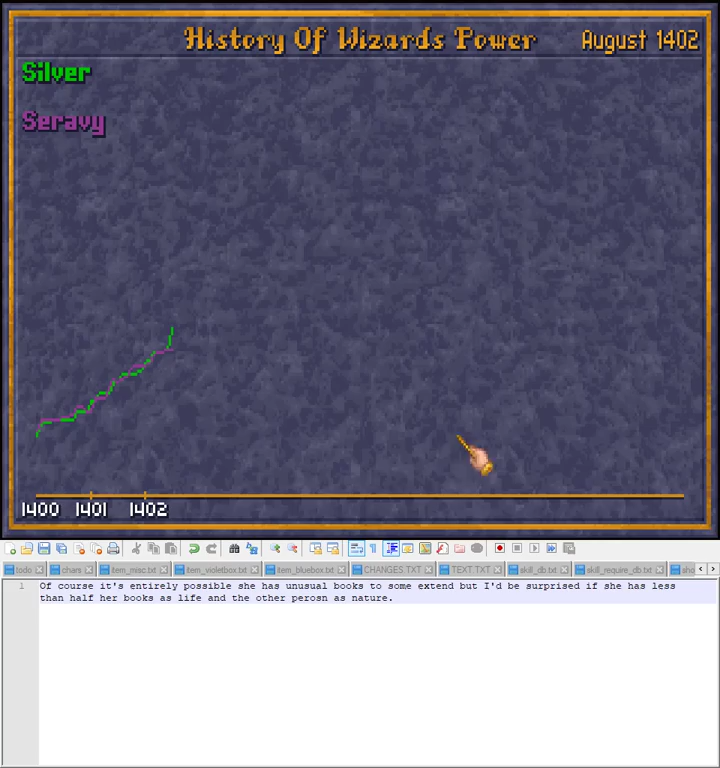 History Of Wizards Power
August 1402
Silver
Seravy
1400 1401 1402
todo chars item_misc.txt item_violetbox.txt item_bluebox.txt CHANGES TXT TEXT TXT skill_db.txt skill_require_db.txt sho
1 Of course it's entirely possible she has unusual books to some extend but I'd be surprised if she has less
than half her books as life and the other perosn as nature.